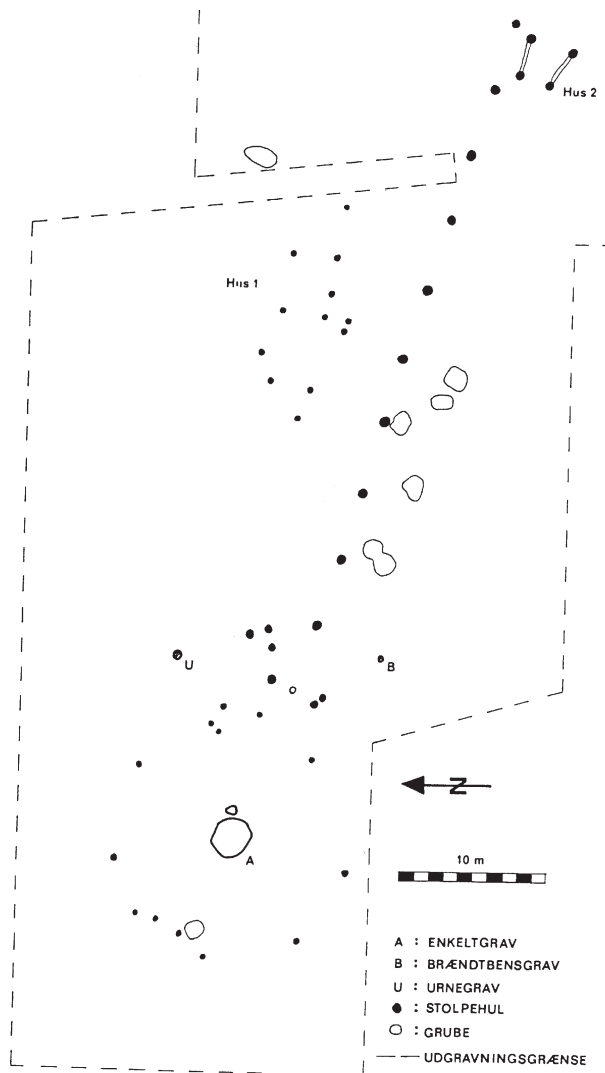 Hus 2
Hus 1
U
B
N
A
10 m
A : ENKELTGRAV
B : BRÆNDTBENSGRAV
U : URNEGRAV
: STOLPEHUL
: GRUBE
UDGRAVNINGSGRÆNSE